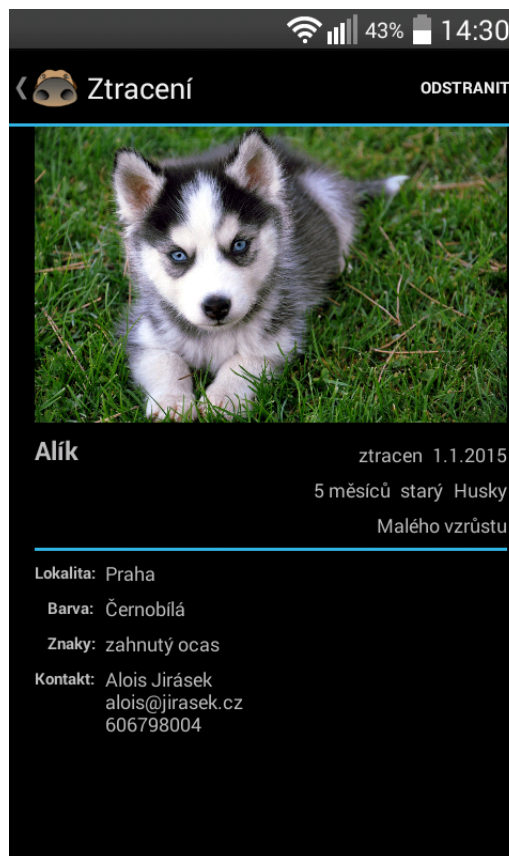 43% 14:30
Ztracení ODSTRANIT
Alík
ztracen 1.1.2015
5 měsíců starý Husky
Malého vzrůstu
Lokalita: Praha
Barva: Černobílá
Znaky: zahnutý ocas
Kontakt: Alois Jirásek
alois@jirasek.cz
606798004